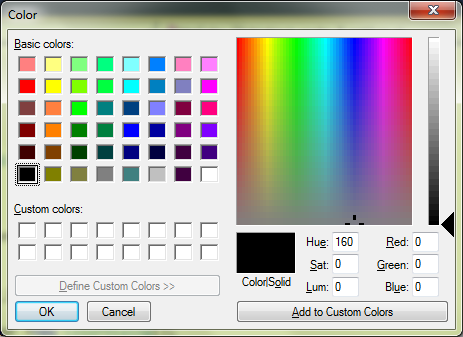 Color
Basic colors:
Custom colors:
Define Custom Colors >>
OK
Cancel
Color|Solid
Hue: 160
Sat: 0
Lum: 0
Red: 0
Green: 0
Blue: 0
Add to Custom Colors